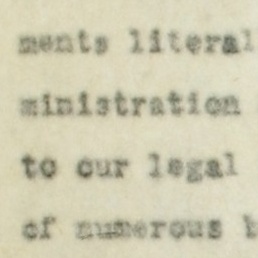 ments literal
ministration
to our legal
of numerous